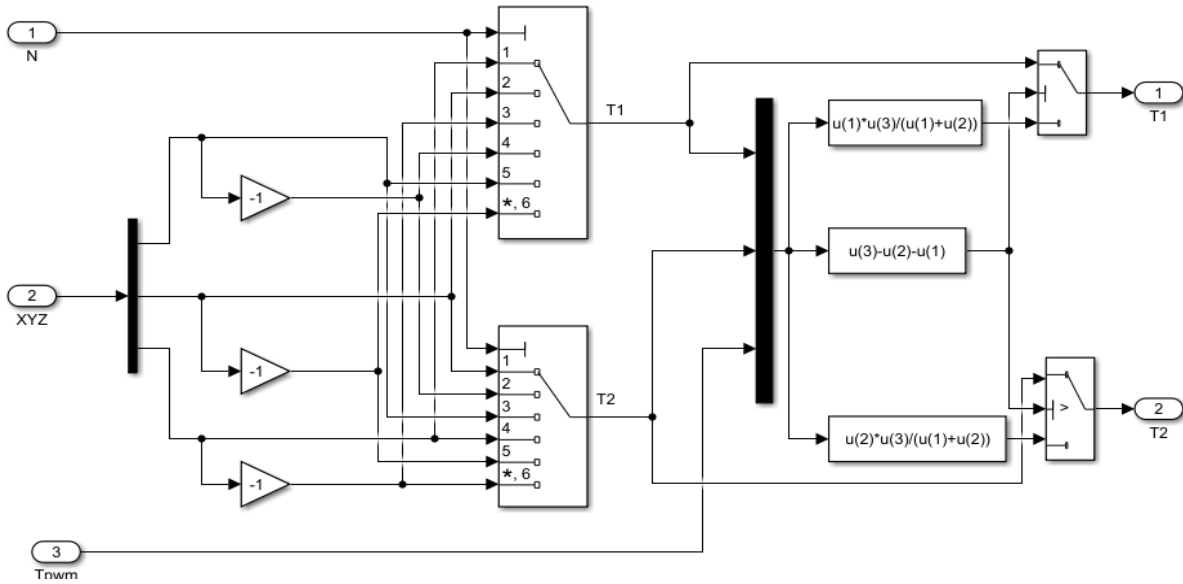 1
N
1
2
3
4
5
*, 6
T1
-1
2
XYZ
-1
-1
1
2
3
4
5
*, 6
T2
3
Tpwm
u(1)*u(3)/(u(1)+u(2))
u(3)-u(2)-u(1)
u(2)*u(3)/(u(1)+u(2))
1
T1
>
2
T2